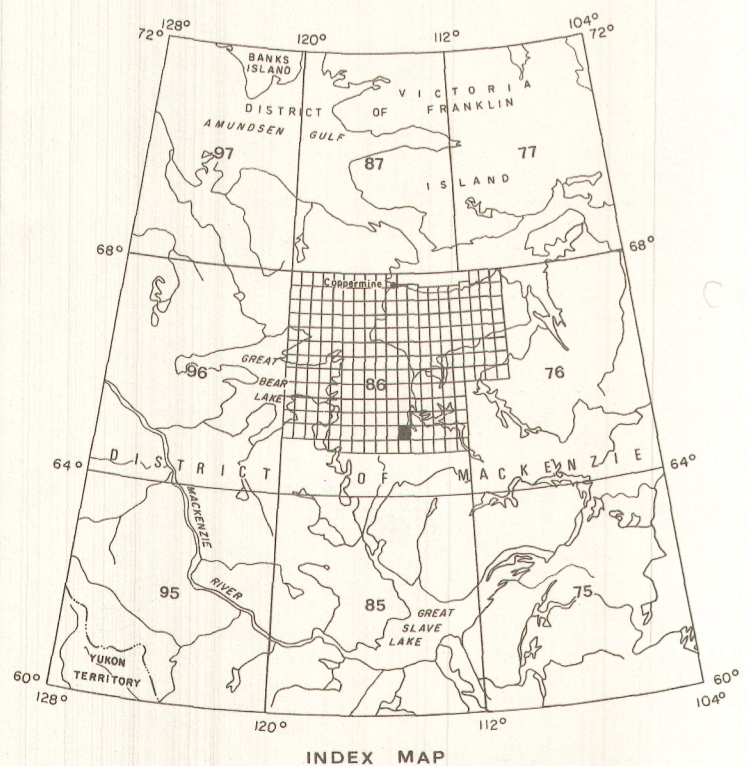 128° 120° 112° 104°
72° 72°
BANKS
ISLAND
VICTORIA
DISTRICT OF FRANKLIN
AMUNDSEN GULF
97 87 77
ISLAND
68° 68°
Coppermine
GREAT
96 86 76
BEAR
LAKE
DISTRICT OF MACKENZIE
64° 64°
MACKENZIE
RIVER
95 85 75
GREAT
SLAVE
LAKE
YUKON
TERRITORY
60° 60°
128° 120° 112° 104°
INDEX MAP